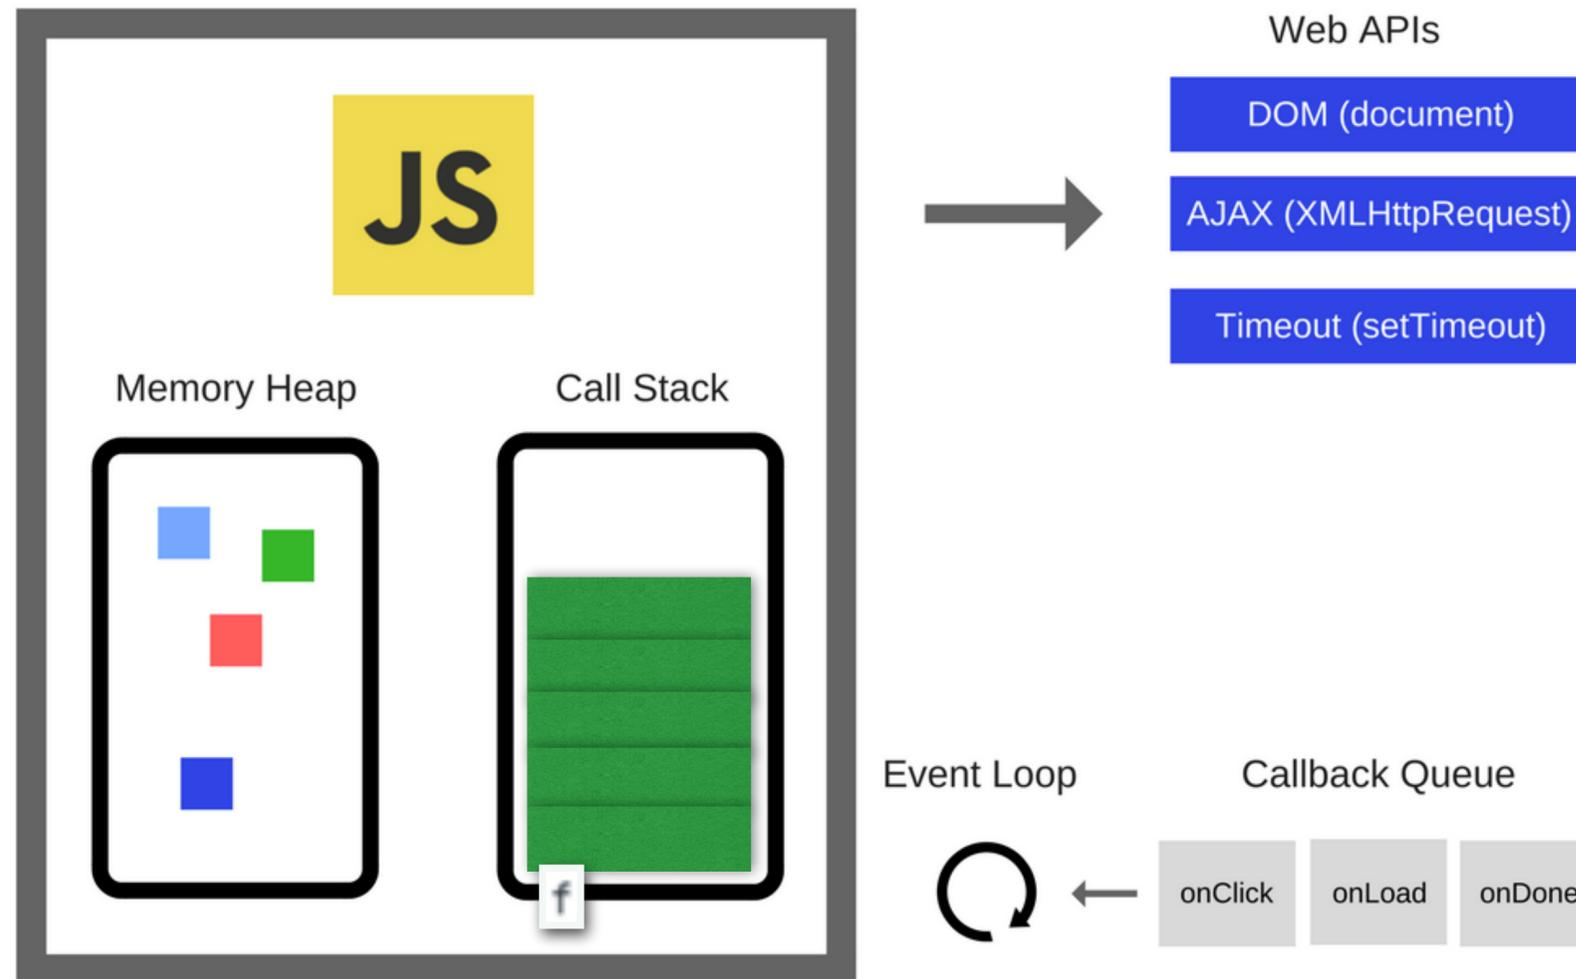 Web APIs
DOM (document)
AJAX (XMLHttpRequest)
Timeout (setTimeout)
JS
Memory Heap
Call Stack
f
Event Loop
Callback Queue
onClick
onLoad
onDone